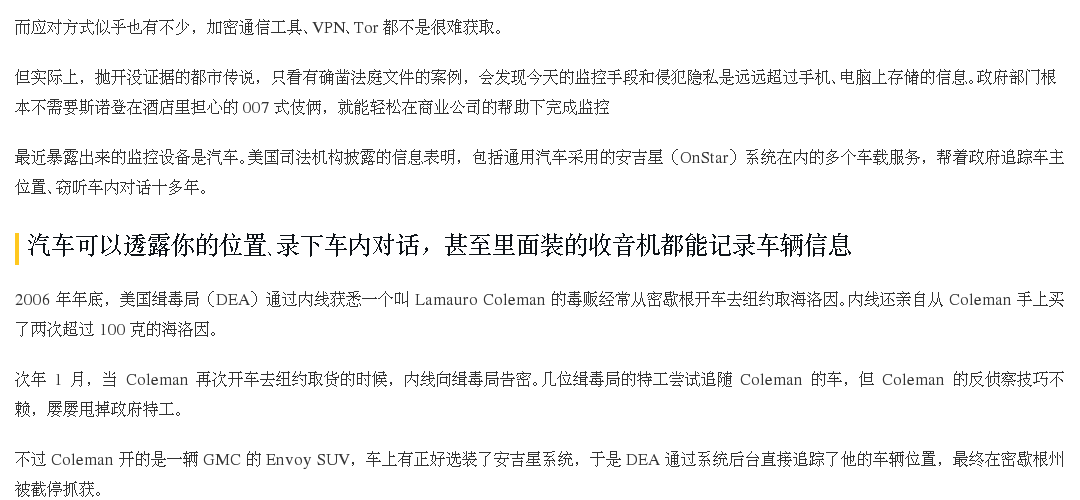 而应对方式似乎也有不少，加密通信工具、VPN、Tor 都不是很难获取。
但实际上，抛开没证据的都市传说，只看有确凿法庭文件的案例，会发现今天的监控手段和侵犯隐私是远远超过手机、电脑上存储的信息。政府部门根
本不需要斯诺登在酒店里担心的 007 式伎俩，就能轻松在商业公司的帮助下完成监控
最近暴露出来的监控设备是汽车。美国司法机构披露的信息表明，包括通用汽车采用的安吉星（OnStar）系统在内的多个车载服务，帮着政府追踪车主
位置、窃听车内对话十多年。
汽车可以透露你的位置、录下车内对话，甚至里面装的收音机都能记录车辆信息
2006 年年底，美国缉毒局（DEA）通过内线获悉一个叫 Lamauro Coleman 的毒贩经常从密歇根开车去纽约取海洛因。内线还亲自从 Coleman 手上买
了两次超过 100 克的海洛因。
次年 1 月，当 Coleman 再次开车去纽约取货的时候，内线向缉毒局告密。几位缉毒局的特工尝试追随 Coleman 的车，但 Coleman 的反侦察技巧不
赖，屡屡甩掉政府特工。
不过 Coleman 开的是一辆 GMC 的 Envoy SUV，车上有正好选装了安吉星系统，于是 DEA 通过系统后台直接追踪了他的车辆位置，最终在密歇根州
被截停抓获。